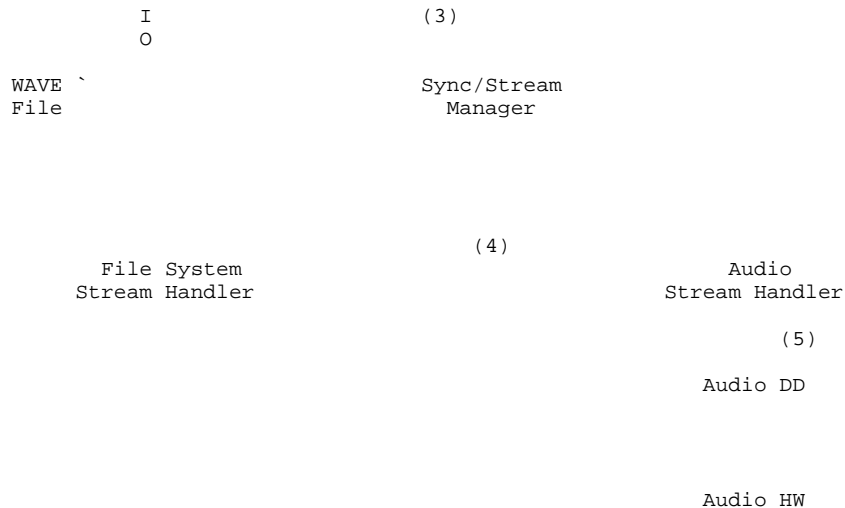 I (3)
O
WAVE ` Sync/Stream
File Manager
(4)
File System Audio
Stream Handler Stream Handler
(5)
Audio DD
Audio HW